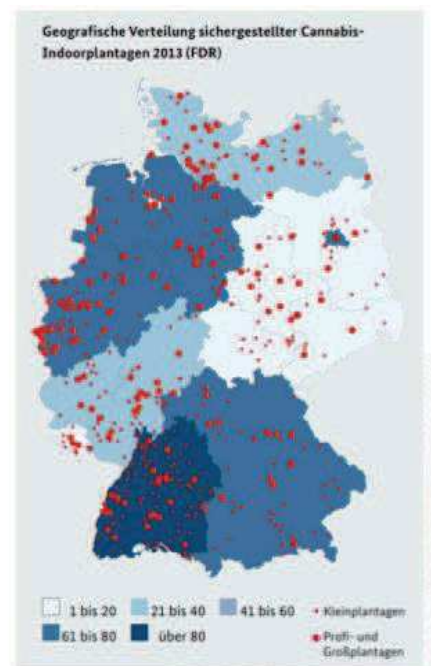 Geografische Verteilung sichergestellter Cannabis-
Indoorplantagen 2013 (FDR)
1 bis 20
21 bis 40
41 bis 60
Kleinplantagen
61 bis 80
über 80
Profi- und
Großplantagen